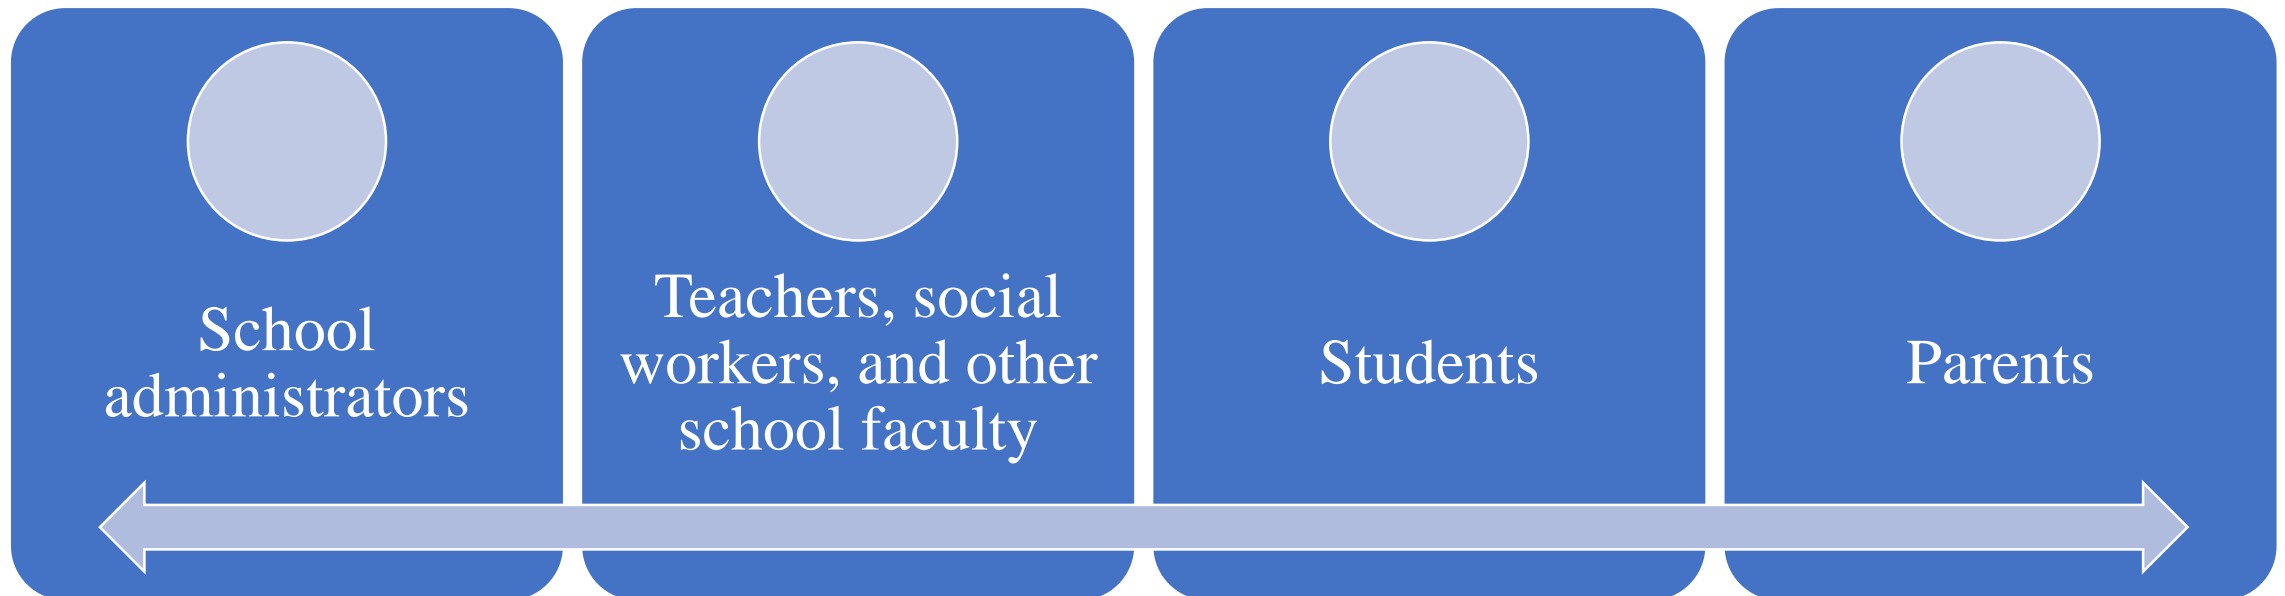 School
administrators
Teachers, social
workers, and other
school faculty
Students
Parents